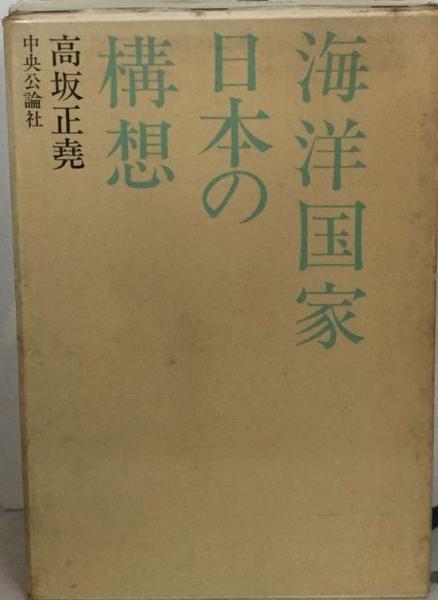 海洋国家
日本の
構想
高坂正堯
中央公論社